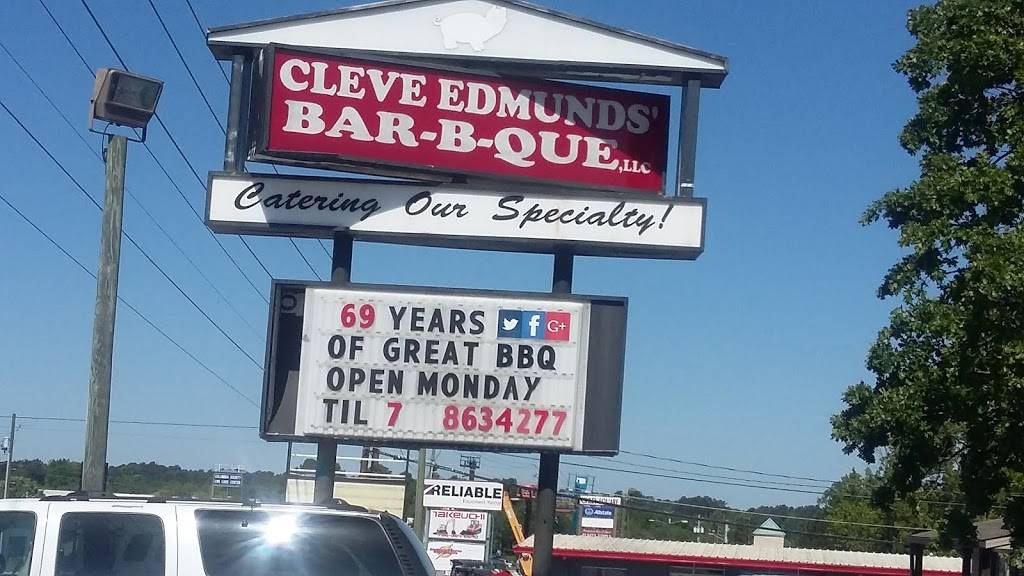 CLEVE EDMUNDS'
BAR-B-QUE, LLC
Catering Our Specialty!
69 YEARS f G+
OF GREAT BBQ
OPEN MONDAY
TIL 7 8634277
RELIABLE
TAKEUCHI
Allstate